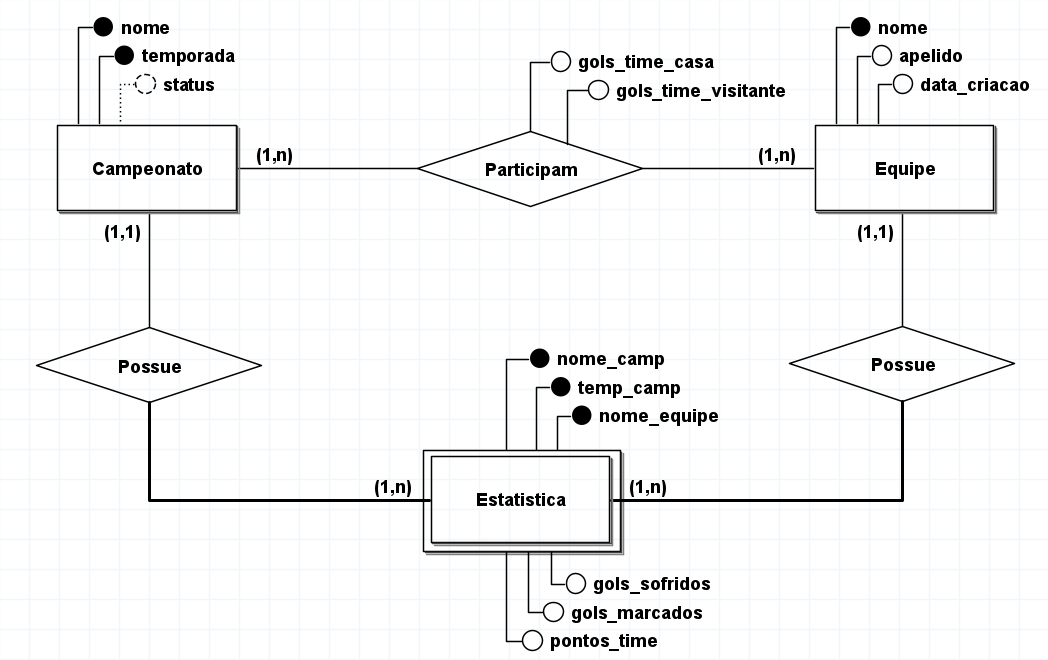 nome
temporada
status
Campeonato
(1,n)
gols_time_casa
gols_time_visitante
Participam
(1,n)
nome
apelido
data_criacao
Equipe
(1,1)
(1,1)
Possue
Possue
nome_camp
temp_camp
nome_equipe
(1,n)
Estatistica
(1,n)
gols_sofridos
gols_marcados
pontos_time